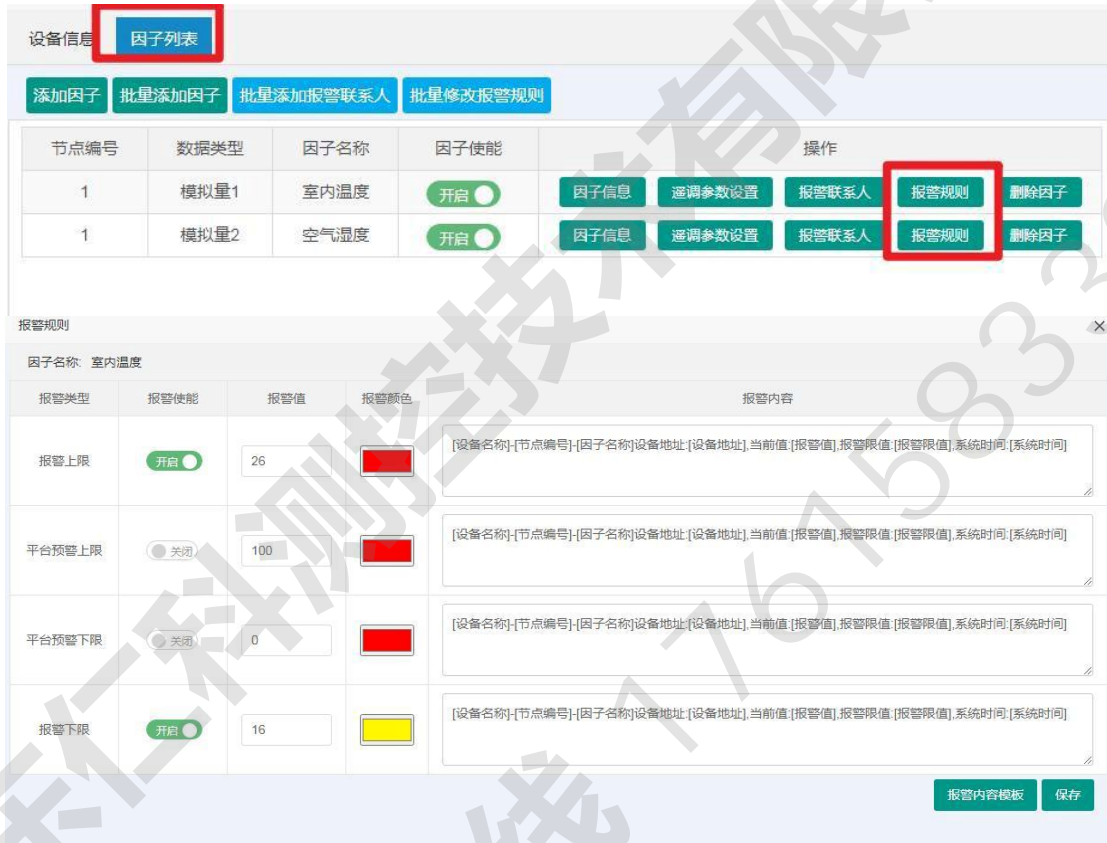 设备信息 因子列表
添加因子 批量添加因子 批量添加报警联系人 批量修改报警规则
节点编号 数据类型 因子名称 因子使能 操作
1 模拟量1 室内温度 开启 因子信息 遥调参数设置 报警联系人 报警规则 删除因子
1 模拟量2 空气湿度 开启 因子信息 遥调参数设置 报警联系人 报警规则 删除因子
报警规则 ×
因子名称: 室内温度
报警类型 报警使能 报警值 报警颜色 报警内容
报警上限 开启 26 [设备名称]-[节点编号]-[因子名称]设备地址:[设备地址],当前值:[报警值],报警限值:[报警限值],系统时间:[系统时间]
平台预警上限 关闭 100 [设备名称]-[节点编号]-[因子名称]设备地址:[设备地址],当前值:[报警值],报警限值:[报警限值],系统时间:[系统时间]
平台预警下限 关闭 0 [设备名称]-[节点编号]-[因子名称]设备地址:[设备地址],当前值:[报警值],报警限值:[报警限值],系统时间:[系统时间]
报警下限 开启 16 [设备名称]-[节点编号]-[因子名称]设备地址:[设备地址],当前值:[报警值],报警限值:[报警限值],系统时间:[系统时间]
报警内容模板 保存
东仁科测控技术有限
线 1761583